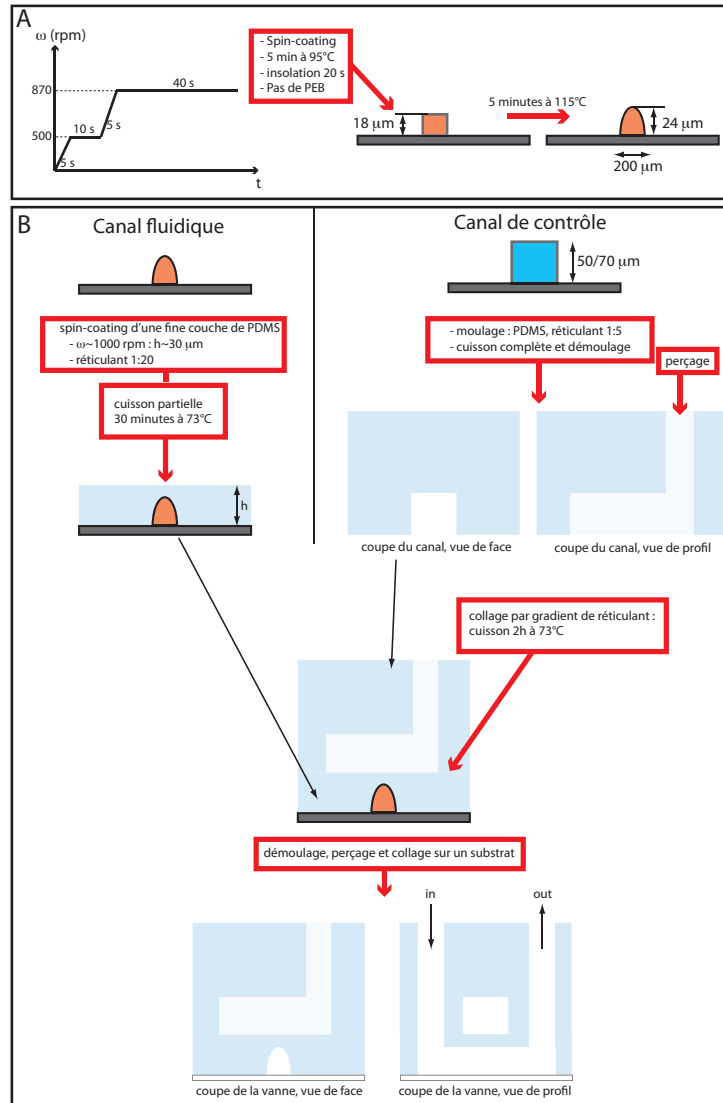 A
ω (rpm)
870
500
5 s
10 s
5 s
40 s
t
- Spin-coating
- 5 min à 95°C
- insolation 20 s
- Pas de PEB
18 μm
5 minutes à 115°C
24 μm
200 μm
B
Canal fluidique
Canal de contrôle
50/70 μm
spin-coating d'une fine couche de PDMS
- ω~1000 rpm : h~30 μm
- réticulant 1:20
cuisson partielle
30 minutes à 73°C
h
- moulage : PDMS, réticulant 1:5
- cuisson complète et démoulage
perçage
coupe du canal, vue de face
coupe du canal, vue de profil
collage par gradient de réticulant :
cuisson 2h à 73°C
démoulage, perçage et collage sur un substrat
in
out
coupe de la vanne, vue de face
coupe de la vanne, vue de profil